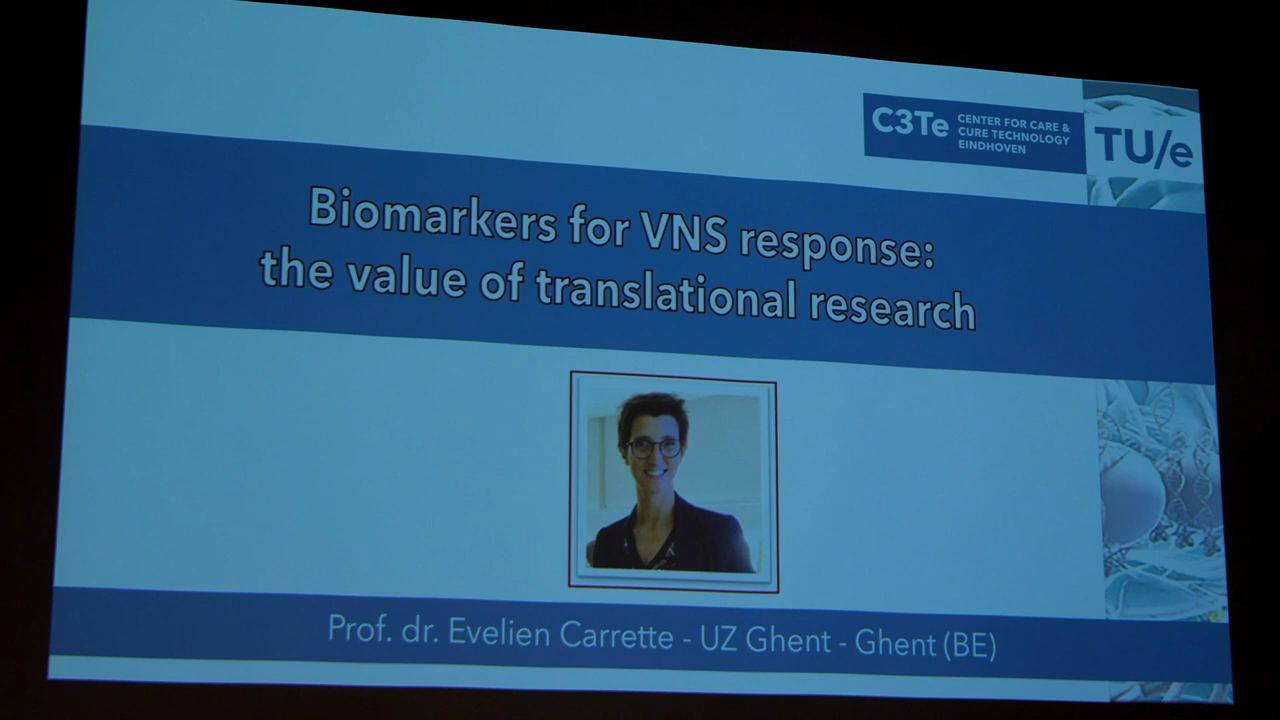 C3Te
CENTER FOR CARE &
CURE TECHNOLOGY
EINDHOVEN
TU/e
Biomarkers for VNS response:
the value of translational research
Prof. dr. Evelien Carrette - UZ Ghent - Ghent (BE)